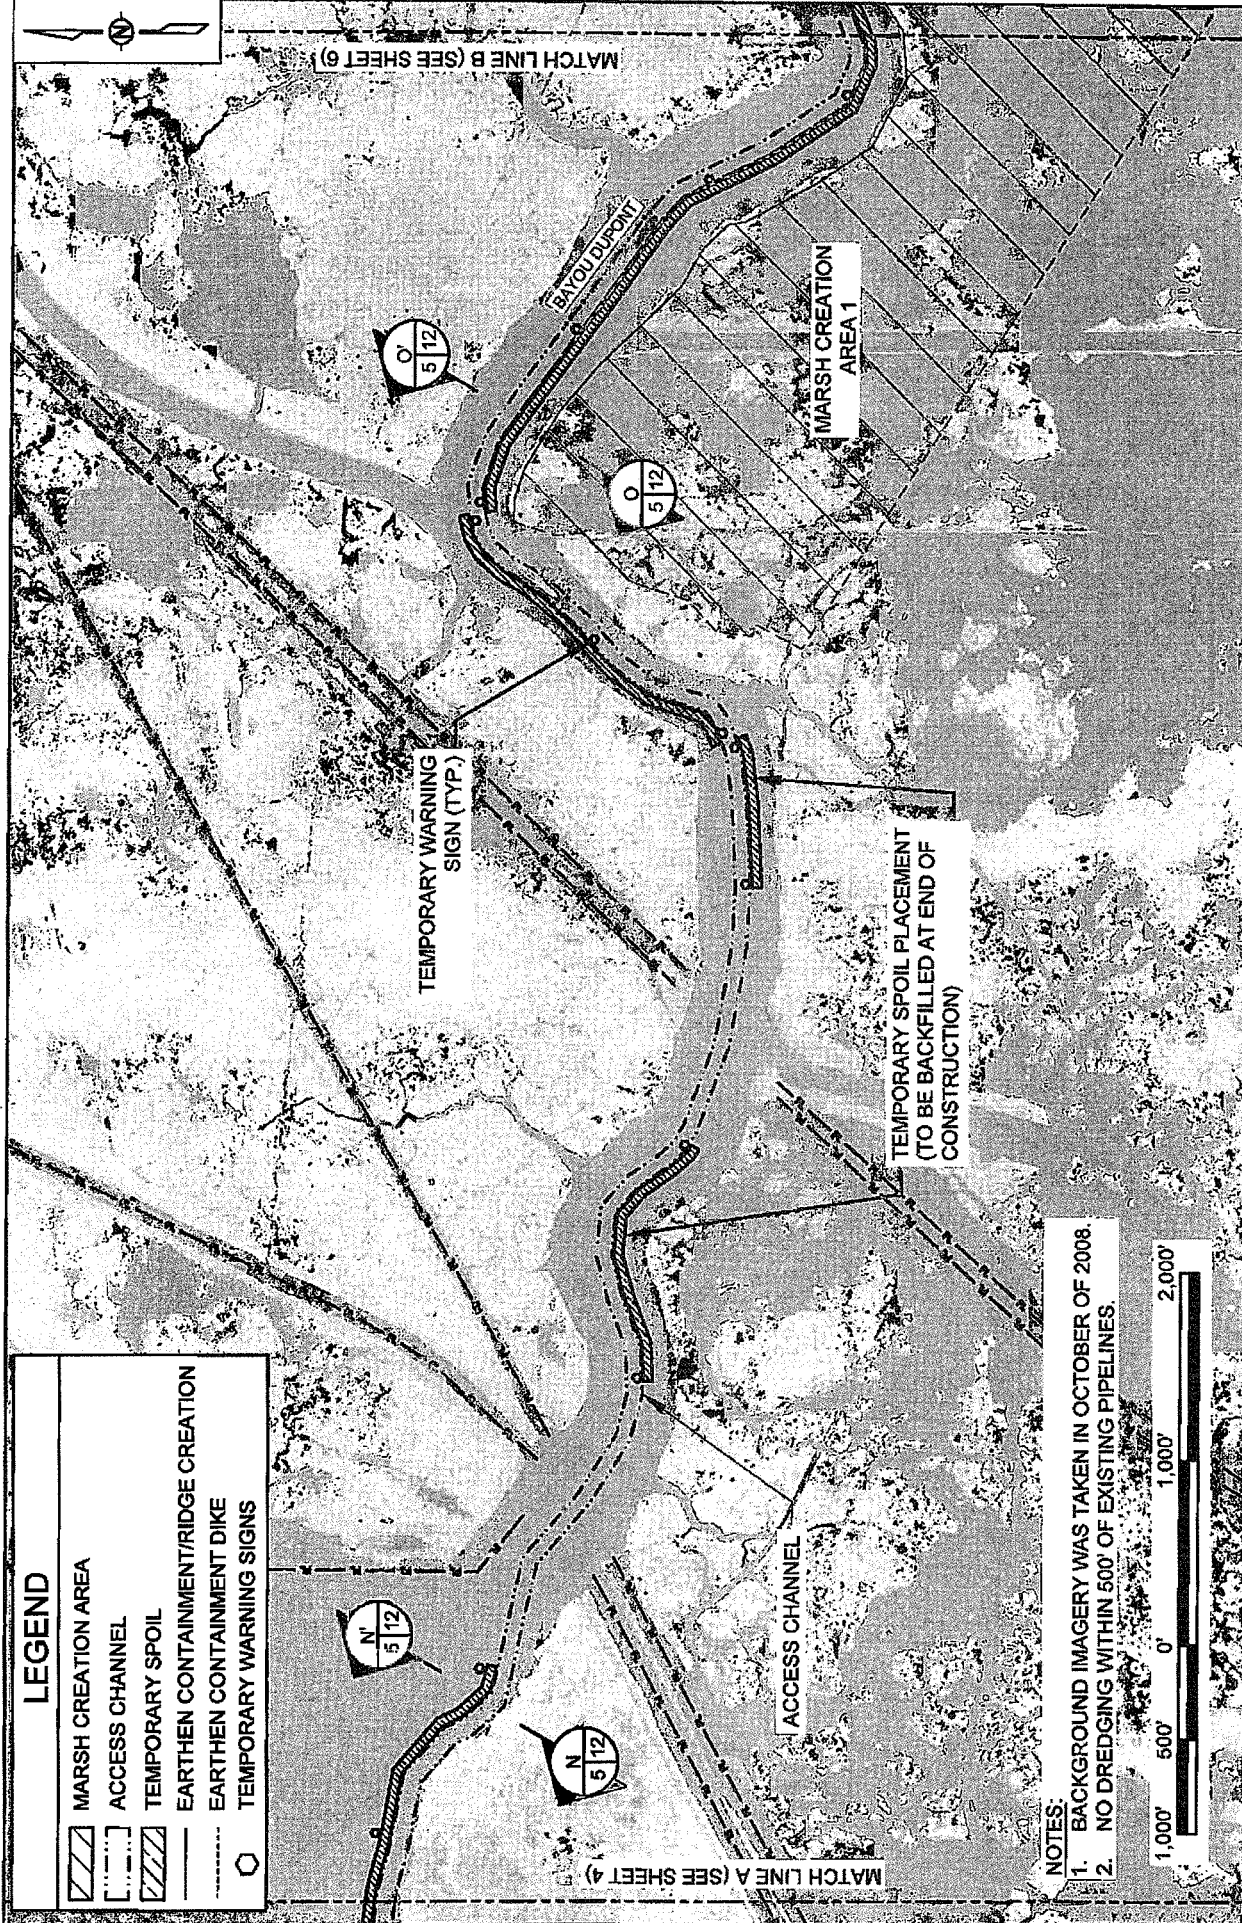 LEGEND
MARSH CREATION AREA
ACCESS CHANNEL
TEMPORARY SPOIL
EARTHEN CONTAINMENT/RIDGE CREATION
EARTHEN CONTAINMENT DIKE
TEMPORARY WARNING SIGNS
N
MATCH LINE B (SEE SHEET 6)
BAYOU DUPONT
O'
5 12
O
5 12
MARSH CREATION
AREA 1
TEMPORARY WARNING
SIGN (TYP.)
TEMPORARY SPOIL PLACEMENT
(TO BE BACKFILLED AT END OF
CONSTRUCTION)
N'
5 12
N
5 12
ACCESS CHANNEL
MATCH LINE A (SEE SHEET 4)
NOTES:
1. BACKGROUND IMAGERY WAS TAKEN IN OCTOBER OF 2008.
2. NO DREDGING WITHIN 500' OF EXISTING PIPELINES.
1,000' 500' 0' 1,000' 2,000'